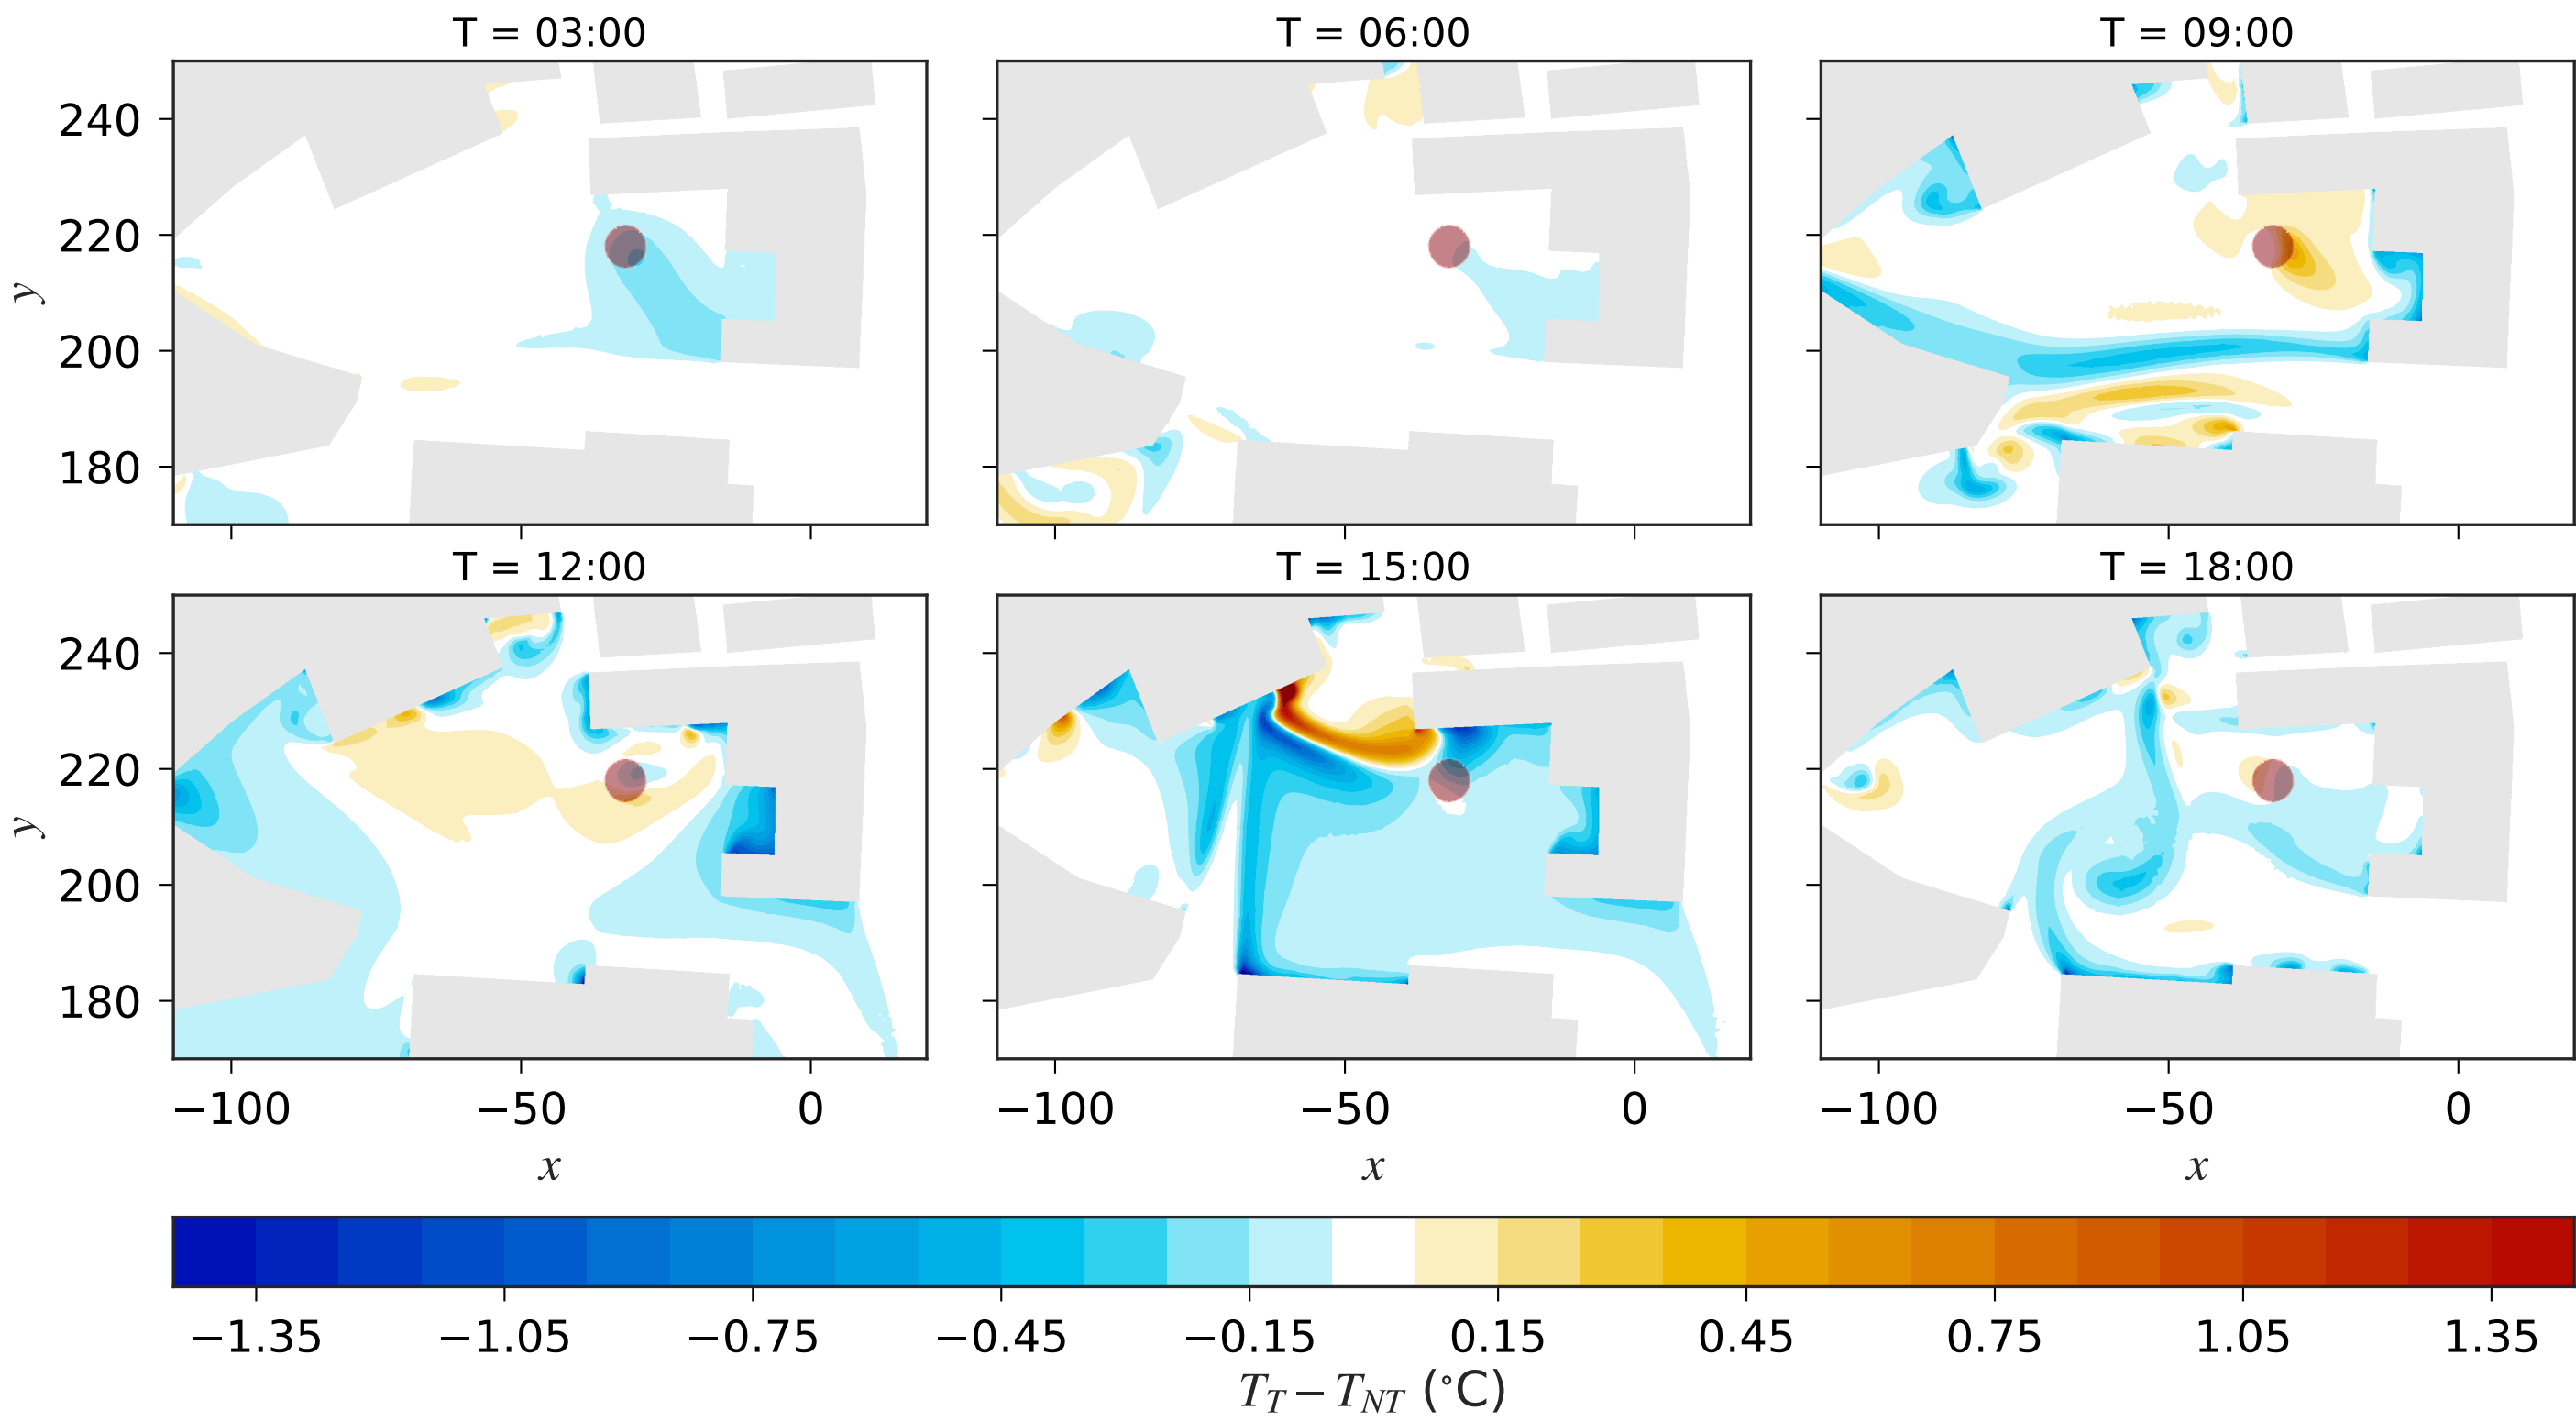 T = 03:00 T = 06:00 T = 09:00
240
220
200
180
y
T = 12:00 T = 15:00 T = 18:00
240
220
200
180
y
−100 −50 0 −100 −50 0 −100 −50 0
x x x
−1.35 −1.05 −0.75 −0.45 −0.15 0.15 0.45 0.75 1.05 1.35
T_T − T_{NT} (°C)